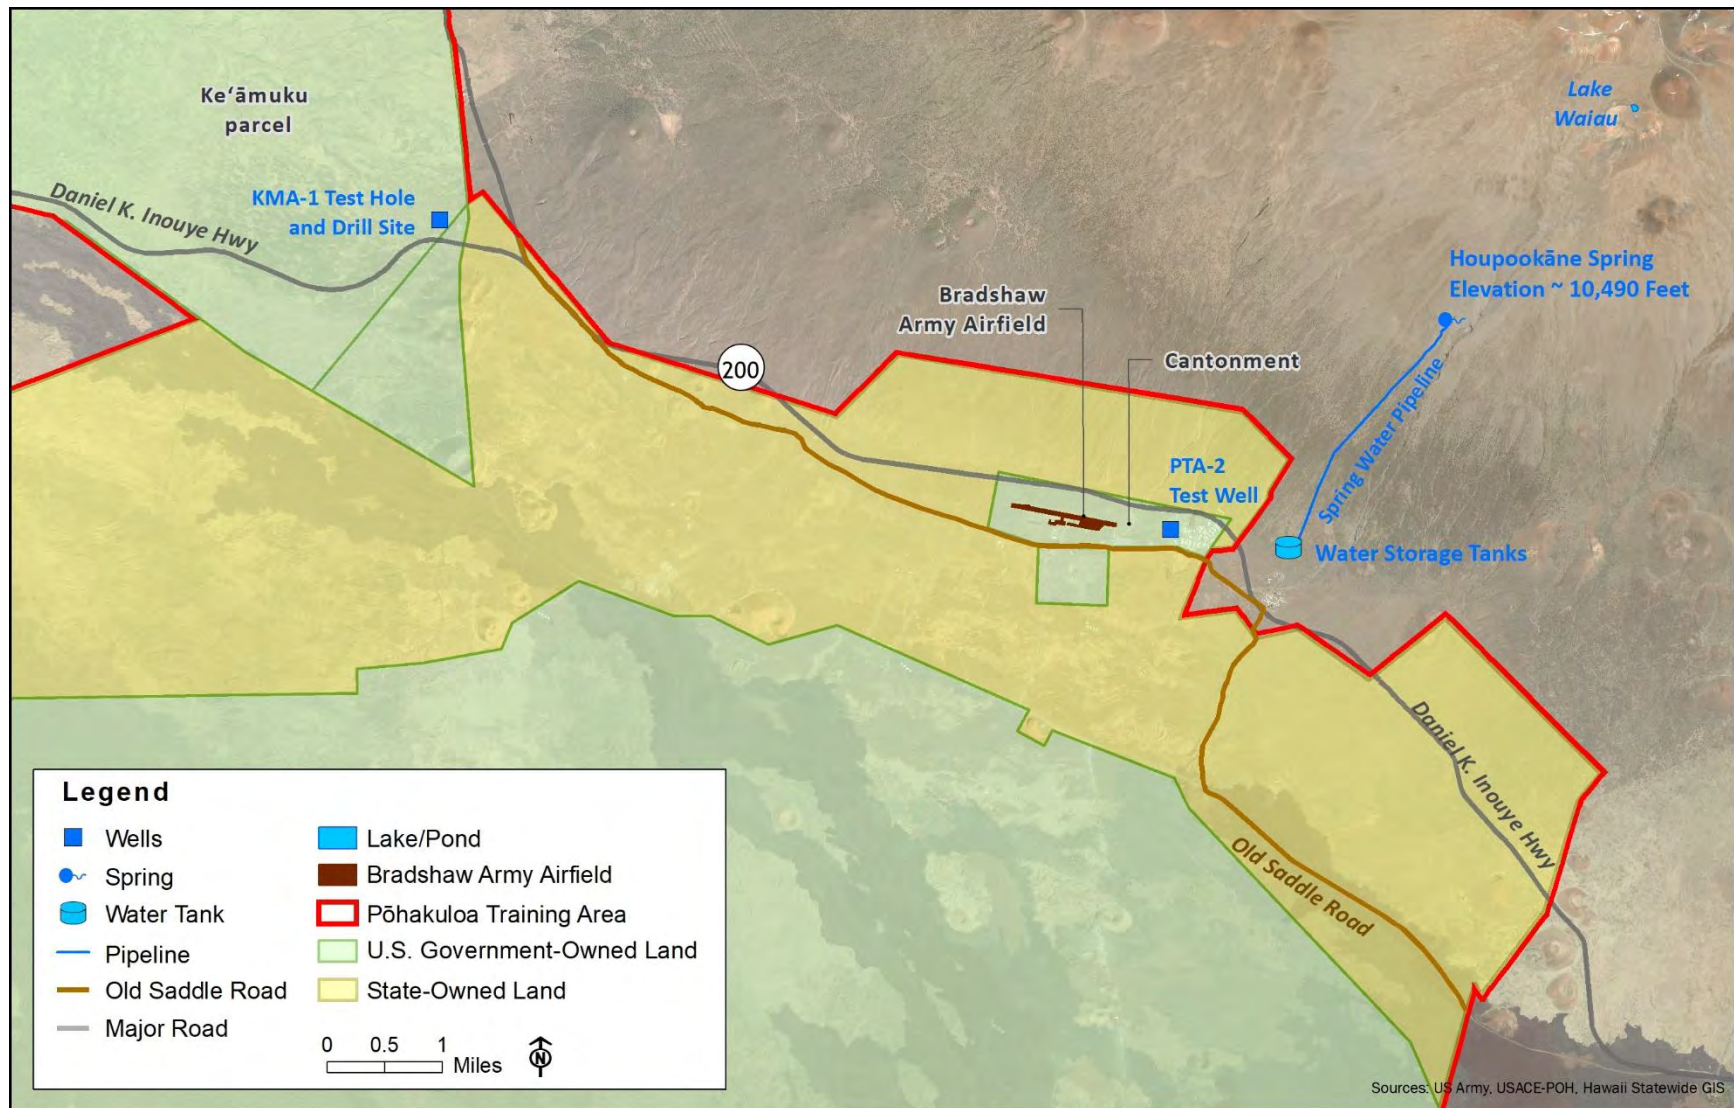 Keʻāmuku
parcel
Lake
Waiau
Daniel K. Inouye Hwy
KMA-1 Test Hole
and Drill Site
Houpookāne Spring
Elevation ~ 10,490 Feet
Bradshaw
Army Airfield
Cantonment
200
Spring Water Pipeline
PTA-2
Test Well
Water Storage Tanks
Daniel K. Inouye Hwy
Old Saddle Road
Legend
Wells
Spring
Water Tank
Pipeline
Old Saddle Road
Major Road
Lake/Pond
Bradshaw Army Airfield
Pōhakuloa Training Area
U.S. Government-Owned Land
State-Owned Land
0 0.5 1
Miles
N
Sources: US Army, USACE-POH, Hawaii Statewide GIS